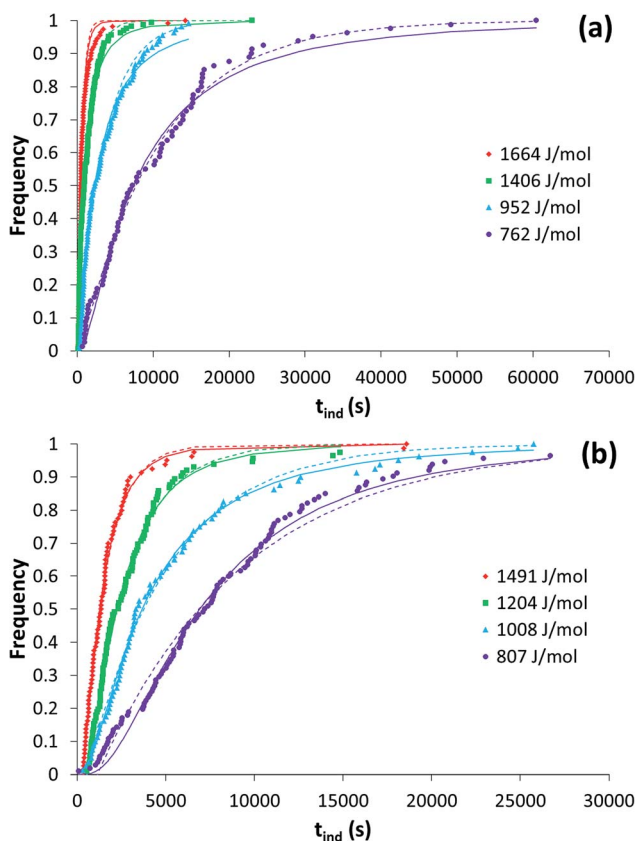 (a)
Frequency
1
0.9
0.8
0.7
0.6
0.5
0.4
0.3
0.2
0.1
0
1664 J/mol
1406 J/mol
952 J/mol
762 J/mol
0 10000 20000 30000 40000 50000 60000 70000
tind (s)
(b)
Frequency
1
0.9
0.8
0.7
0.6
0.5
0.4
0.3
0.2
0.1
0
1491 J/mol
1204 J/mol
1008 J/mol
807 J/mol
0 5000 10000 15000 20000 25000 30000
tind (s)